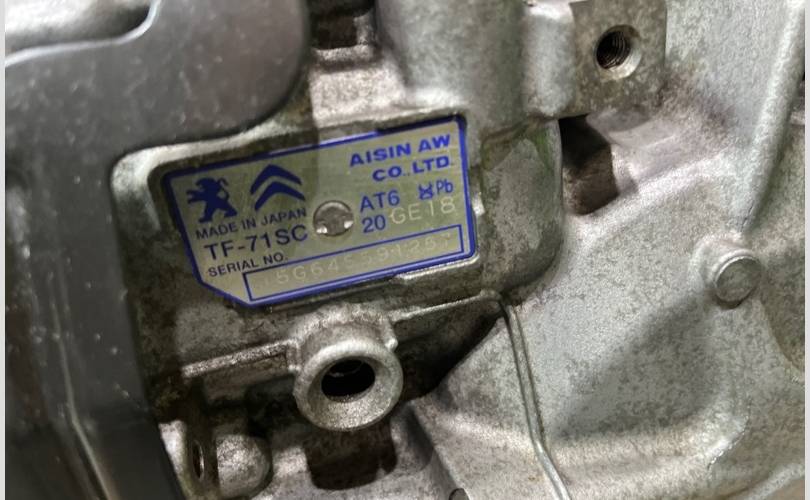 AISIN AW
CO.,LTD.
MADE IN JAPAN
AT6 Pb
TF-71SC
20 GE18
SERIAL NO.